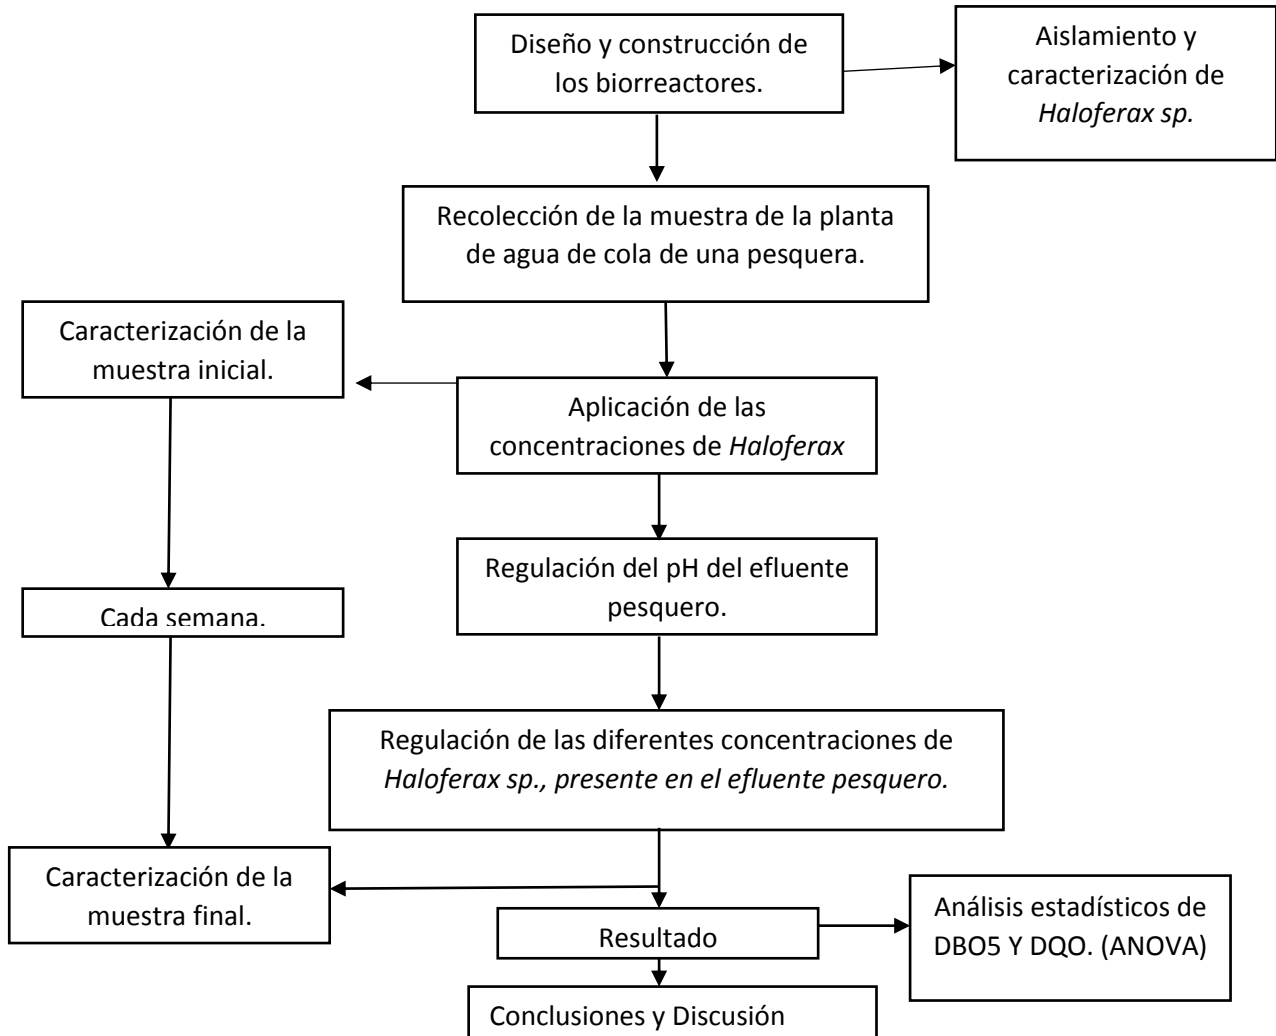 Diseño y construcción de
los biorreactores.
Aislamiento y
caracterización de
Haloferax sp.
Recolección de la muestra de la planta
de agua de cola de una pesquera.
Caracterización de la
muestra inicial.
Aplicación de las
concentraciones de Haloferax
Regulación del pH del efluente
pesquero.
Cada semana.
Regulación de las diferentes concentraciones de
Haloferax sp., presente en el efluente pesquero.
Caracterización de la
muestra final.
Resultado
Análisis estadísticos de
DBO5 Y DQO. (ANOVA)
Conclusiones y Discusión